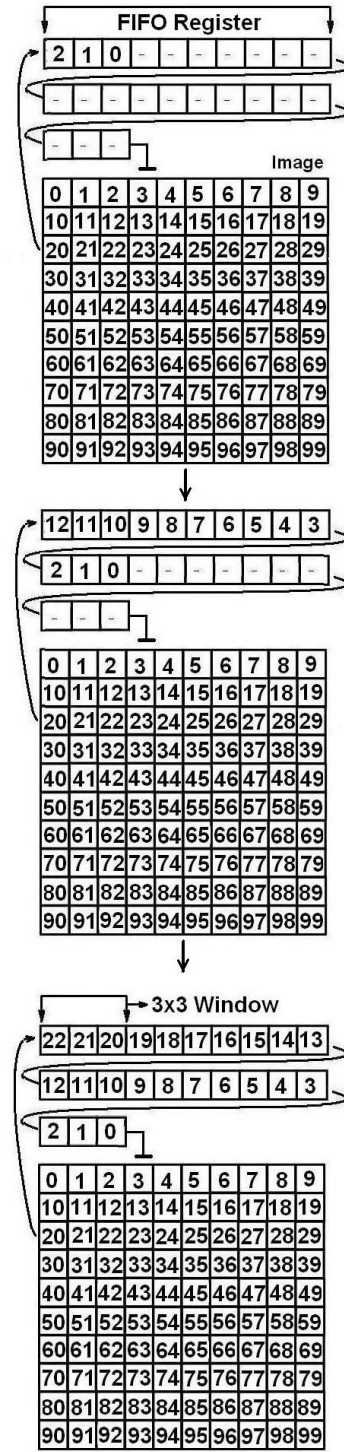 FIFO Register
2 1 0 - - - - - - -
- - - - - - - - - -
- - -
Image
0 1 2 3 4 5 6 7 8 9
10 11 12 13 14 15 16 17 18 19
20 21 22 23 24 25 26 27 28 29
30 31 32 33 34 35 36 37 38 39
40 41 42 43 44 45 46 47 48 49
50 51 52 53 54 55 56 57 58 59
60 61 62 63 64 65 66 67 68 69
70 71 72 73 74 75 76 77 78 79
80 81 82 83 84 85 86 87 88 89
90 91 92 93 94 95 96 97 98 99
12 11 10 9 8 7 6 5 4 3
2 1 0 - - - - - - -
- - -
0 1 2 3 4 5 6 7 8 9
10 11 12 13 14 15 16 17 18 19
20 21 22 23 24 25 26 27 28 29
30 31 32 33 34 35 36 37 38 39
40 41 42 43 44 45 46 47 48 49
50 51 52 53 54 55 56 57 58 59
60 61 62 63 64 65 66 67 68 69
70 71 72 73 74 75 76 77 78 79
80 81 82 83 84 85 86 87 88 89
90 91 92 93 94 95 96 97 98 99
3x3 Window
22 21 20 19 18 17 16 15 14 13
12 11 10 9 8 7 6 5 4 3
2 1 0
0 1 2 3 4 5 6 7 8 9
10 11 12 13 14 15 16 17 18 19
20 21 22 23 24 25 26 27 28 29
30 31 32 33 34 35 36 37 38 39
40 41 42 43 44 45 46 47 48 49
50 51 52 53 54 55 56 57 58 59
60 61 62 63 64 65 66 67 68 69
70 71 72 73 74 75 76 77 78 79
80 81 82 83 84 85 86 87 88 89
90 91 92 93 94 95 96 97 98 99